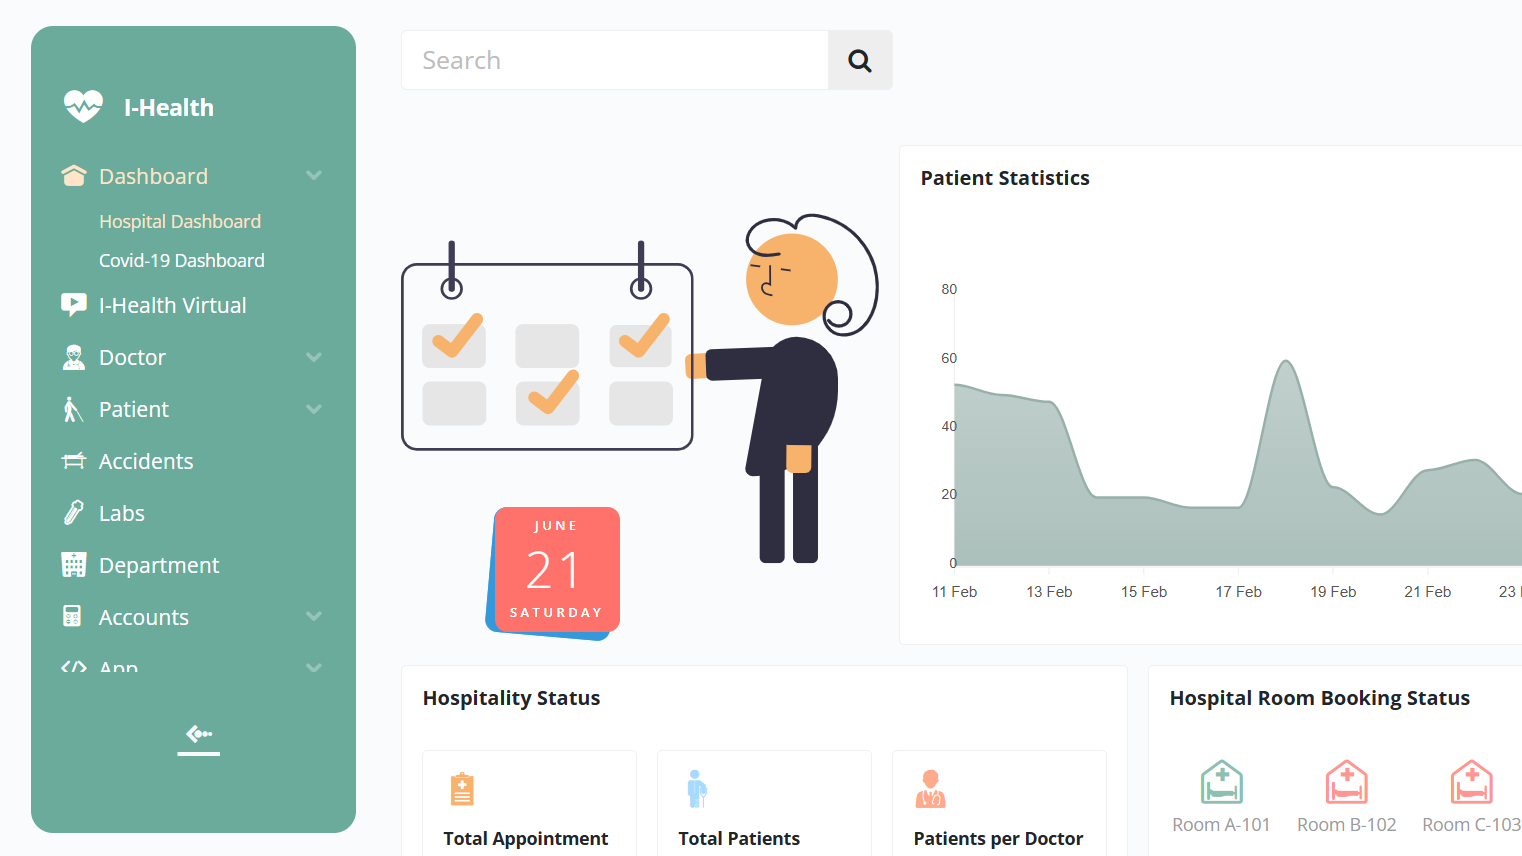 I-Health
Dashboard
Hospital Dashboard
Covid-19 Dashboard
I-Health Virtual
Doctor
Patient
Accidents
Labs
Department
Accounts
App
Search
JUNE
21
SATURDAY
Patient Statistics
80
60
40
20
0
11 Feb 13 Feb 15 Feb 17 Feb 19 Feb 21 Feb 23
Hospitality Status
Total Appointment
Total Patients
Patients per Doctor
Hospital Room Booking Status
Room A-101
Room B-102
Room C-103